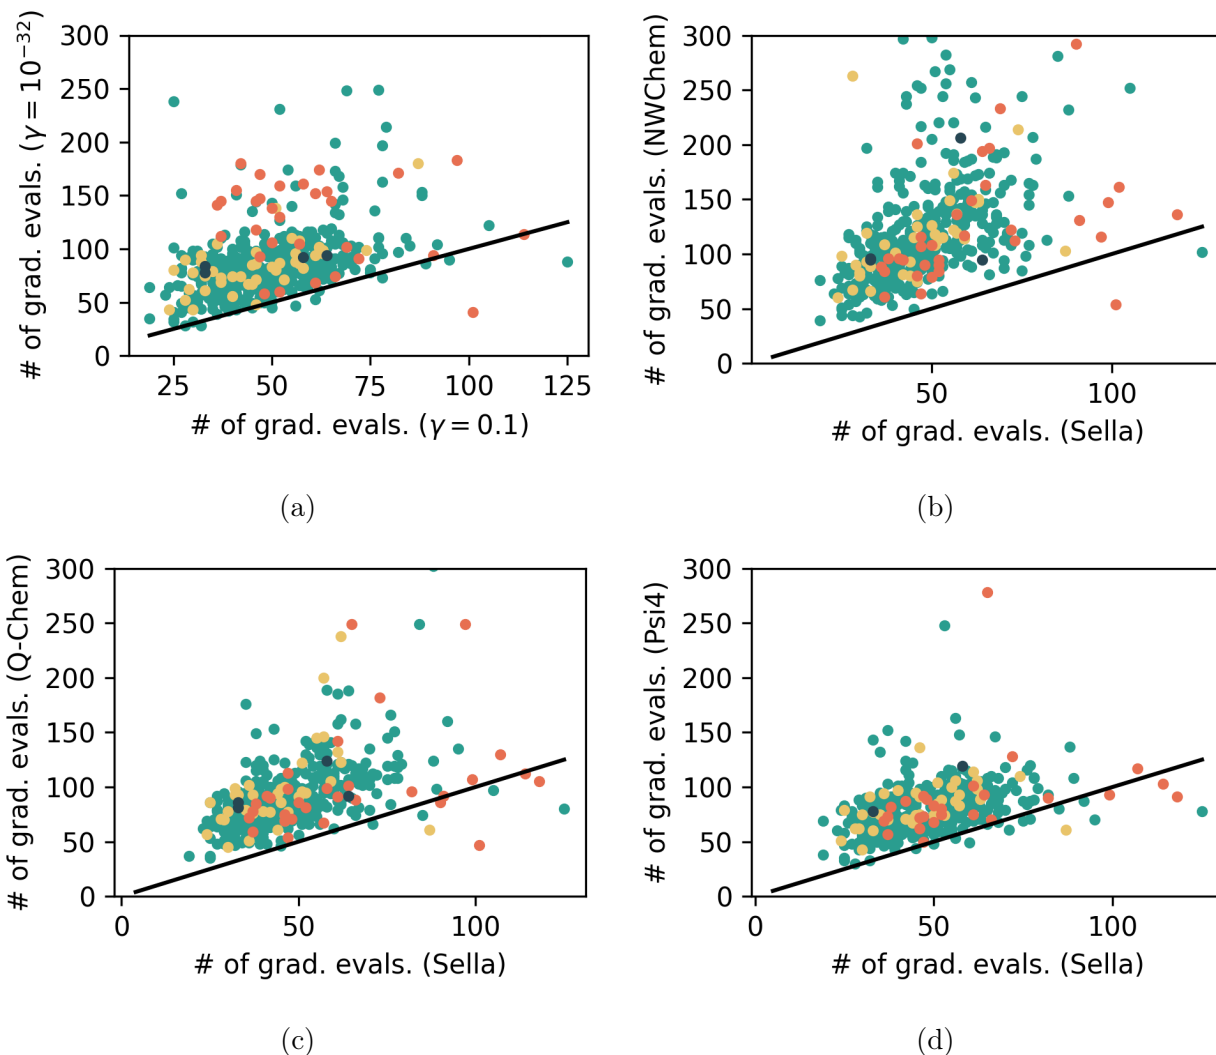 300
250
200
150
100
50
0
# of grad. evals. (γ = 10⁻³²)
25 50 75 100 125
# of grad. evals. (γ = 0.1)
(a)
300
250
200
150
100
50
0
# of grad. evals. (NWChem)
50 100
# of grad. evals. (Sella)
(b)
300
250
200
150
100
50
0
# of grad. evals. (Q-Chem)
0 50 100
# of grad. evals. (Sella)
(c)
300
250
200
150
100
50
0
# of grad. evals. (Psi4)
0 50 100
# of grad. evals. (Sella)
(d)